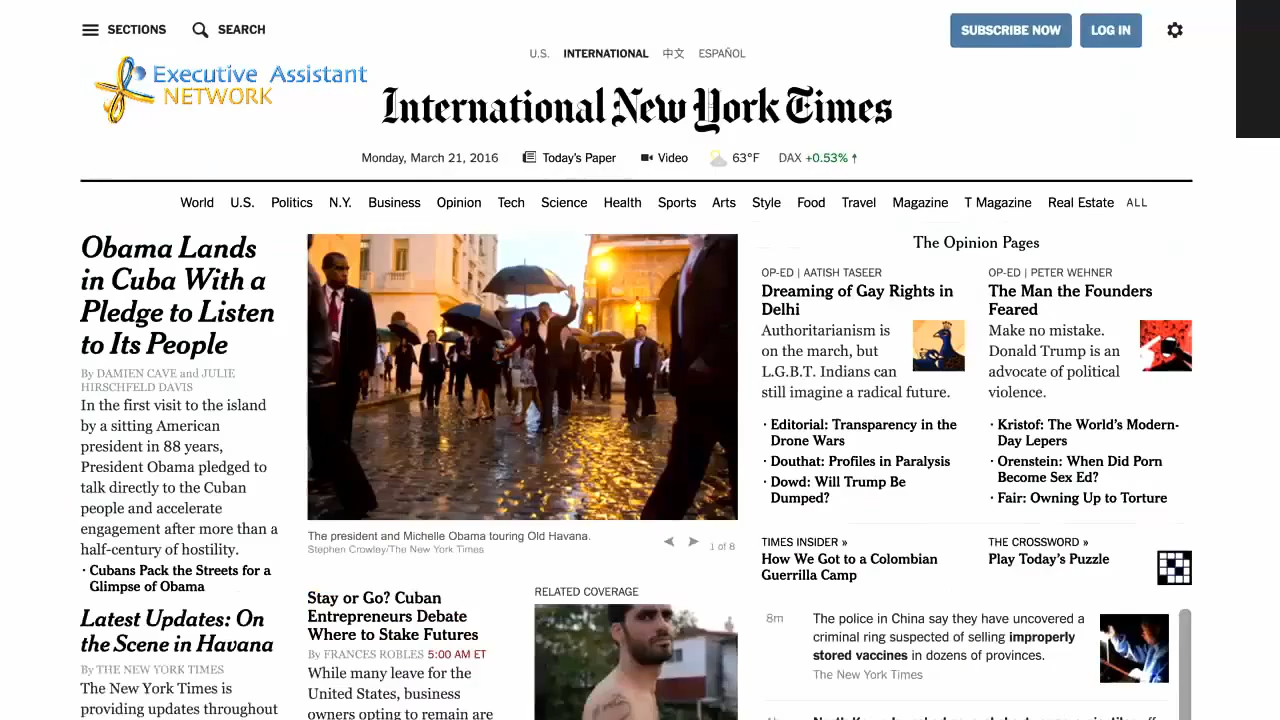 SECTIONS
SEARCH
SUBSCRIBE NOW
LOG IN
U.S.
INTERNATIONAL
中文
ESPAÑOL
Executive Assistant
NETWORK
International New York Times
Monday, March 21, 2016
Today's Paper
Video
63°F
DAX +0.53% ↑
World
U.S.
Politics
N.Y.
Business
Opinion
Tech
Science
Health
Sports
Arts
Style
Food
Travel
Magazine
T Magazine
Real Estate
ALL
Obama Lands
in Cuba With a
Pledge to Listen
to Its People
By DAMIEN CAVE and JULIE
HIRSCHFELD DAVIS
In the first visit to the island
by a sitting American
president in 88 years,
President Obama pledged to
talk directly to the Cuban
people and accelerate
engagement after more than a
half-century of hostility.
· Cubans Pack the Streets for a
Glimpse of Obama
Latest Updates: On
the Scene in Havana
By THE NEW YORK TIMES
The New York Times is
providing updates throughout
The president and Michelle Obama touring Old Havana.
Stephen Crowley/The New York Times
1 of 8
Stay or Go? Cuban
Entrepreneurs Debate
Where to Stake Futures
By FRANCES ROBLES 5:00 AM ET
While many leave for the
United States, business
owners opting to remain are
RELATED COVERAGE
The Opinion Pages
OP-ED | AATISH TASEER
Dreaming of Gay Rights in
Delhi
Authoritarianism is
on the march, but
L.G.B.T. Indians can
still imagine a radical future.
· Editorial: Transparency in the
Drone Wars
· Douthat: Profiles in Paralysis
· Dowd: Will Trump Be
Dumped?
OP-ED | PETER WEHNER
The Man the Founders
Feared
Make no mistake.
Donald Trump is an
advocate of political
violence.
· Kristof: The World's Modern-
Day Lepers
· Orenstein: When Did Porn
Become Sex Ed?
· Fair: Owning Up to Torture
TIMES INSIDER »
How We Got to a Colombian
Guerrilla Camp
THE CROSSWORD »
Play Today's Puzzle
8m
The police in China say they have uncovered a
criminal ring suspected of selling improperly
stored vaccines in dozens of provinces.
The New York Times